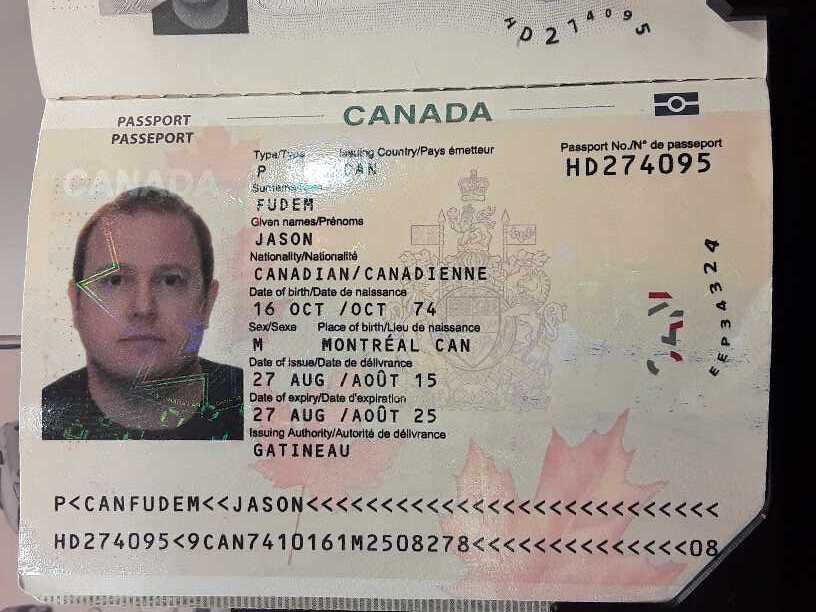 HD274095
PASSPORT
PASSEPORT
CANADA
Type/Type Issuing Country/Pays émetteur
Passport No./N° de passeport
P CAN
HD274095
CANADA
Surname/Nom
FUDEM
Given names/Prénoms
JASON
Nationality/Nationalité
CANADIAN/CANADIENNE
Date of birth/Date de naissance
16 OCT /OCT 74
Sex/Sexe Place of birth/Lieu de naissance
M MONTRÉAL CAN
Date of issue/Date de délivrance
27 AUG /AOÛT 15
Date of expiry/Date d'expiration
27 AUG /AOÛT 25
Issuing Authority/Autorité de délivrance
GATINEAU
EEP34324
P<CANFUDEM<<JASON<<<<<<<<<<<<<<<<<<<<<<<<<<<
HD274095<9CAN7410161M2508278<<<<<<<<<<<<<<08